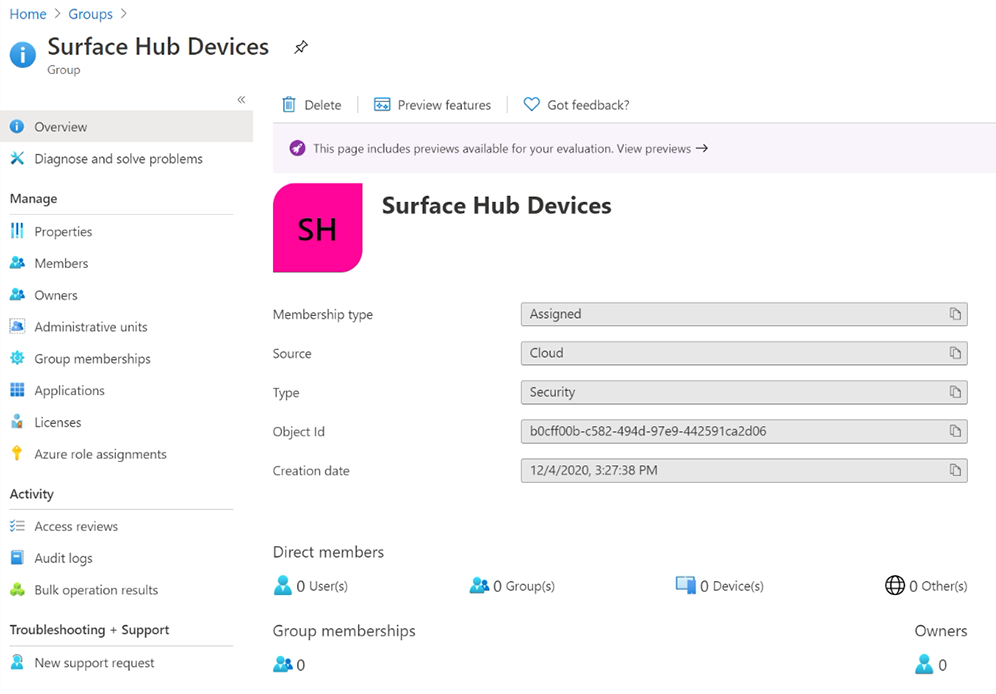 Home > Groups >
Surface Hub Devices
Group
«
Overview
Diagnose and solve problems
Manage
Properties
Members
Owners
Administrative units
Group memberships
Applications
Licenses
Azure role assignments
Activity
Access reviews
Audit logs
Bulk operation results
Troubleshooting + Support
New support request
Delete
Preview features
Got feedback?
This page includes previews available for your evaluation. View previews →
SH
Surface Hub Devices
Membership type Assigned
Source Cloud
Type Security
Object Id b0cff00b-c582-494d-97e9-442591ca2d06
Creation date 12/4/2020, 3:27:38 PM
Direct members
0 User(s) 0 Group(s) 0 Device(s) 0 Other(s)
Group memberships Owners
0 0